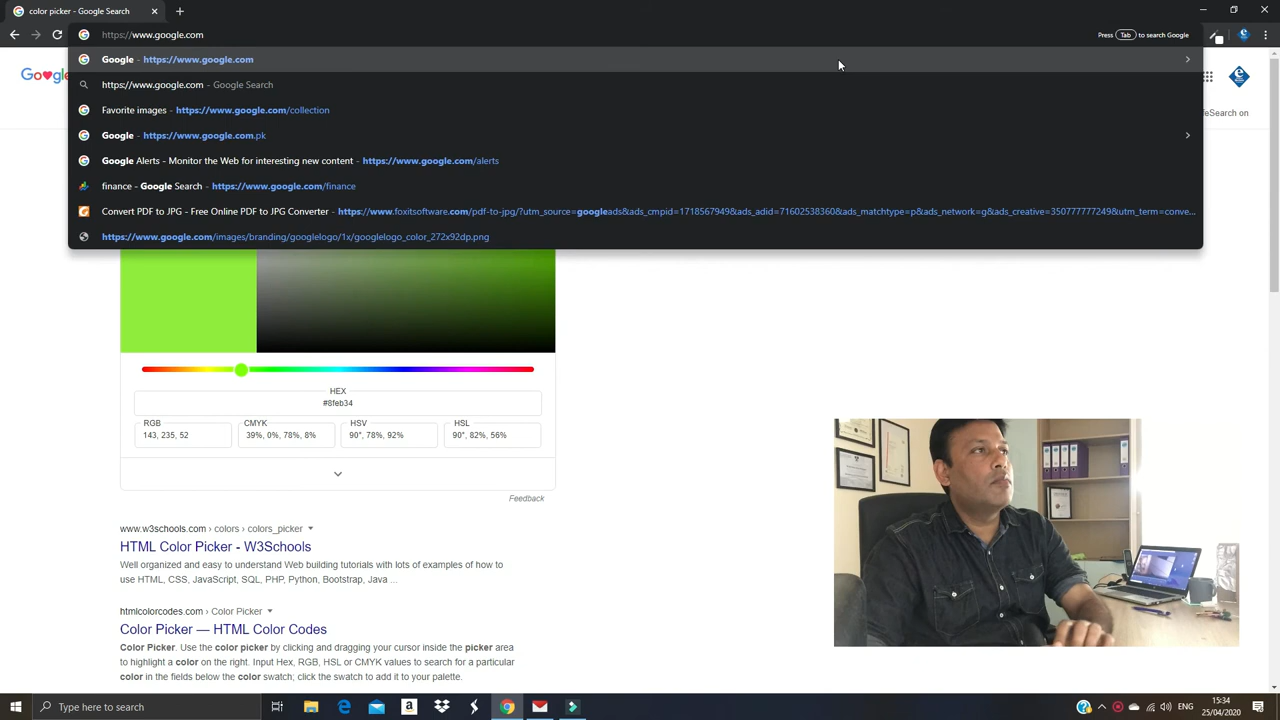 color picker - Google Search
https://www.google.com
Press Tab to search Google
Google - https://www.google.com
https://www.google.com - Google Search
Favorite images - https://www.google.com/collection
Google - https://www.google.com.pk
Google Alerts - Monitor the Web for interesting new content - https://www.google.com/alerts
finance - Google Search - https://www.google.com/finance
Convert PDF to JPG - Free Online PDF to JPG Converter - https://www.foxitsoftware.com/pdf-to-jpg/?utm_source=googleads&ads_cmpid=1718567949&ads_adid=71602538360&ads_matchtype=p&ads_network=g&ads_creative=350777777249&utm_term=conve...
https://www.google.com/images/branding/googlelogo/1x/googlelogo_color_272x92dp.png
feSearch on
HEX
#8feb34
RGB
143, 235, 52
CMYK
39%, 0%, 78%, 8%
HSV
90°, 78%, 92%
HSL
90°, 82%, 56%
Feedback
www.w3schools.com › colors › colors_picker
HTML Color Picker - W3Schools
Well organized and easy to understand Web building tutorials with lots of examples of how to
use HTML, CSS, JavaScript, SQL, PHP, Python, Bootstrap, Java ...
htmlcolorcodes.com › Color Picker
Color Picker — HTML Color Codes
Color Picker. Use the color picker by clicking and dragging your cursor inside the picker area
to highlight a color on the right. Input Hex, RGB, HSL or CMYK values to search for a particular
color in the fields below the color swatch; click the swatch to add it to your palette.
Type here to search
ENG
15:34
25/04/2020